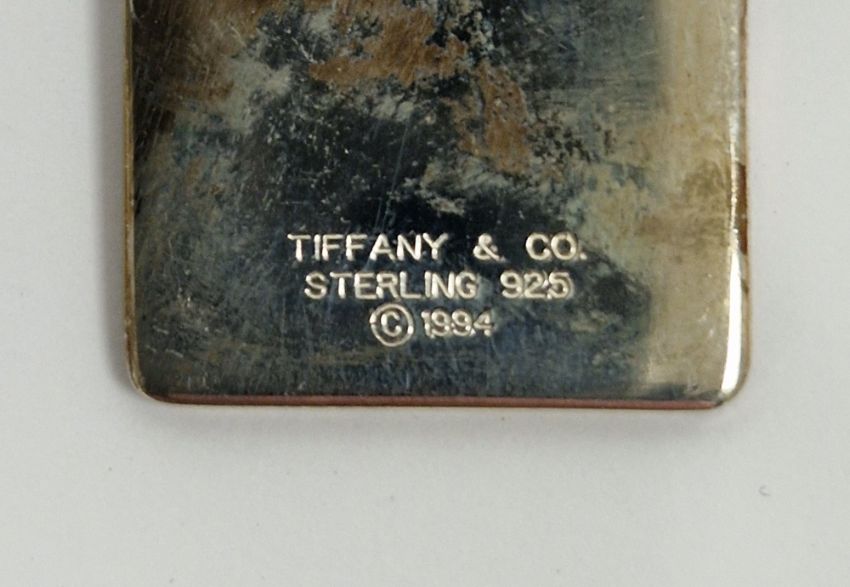 TIFFANY & CO.
STERLING 925
© 1994